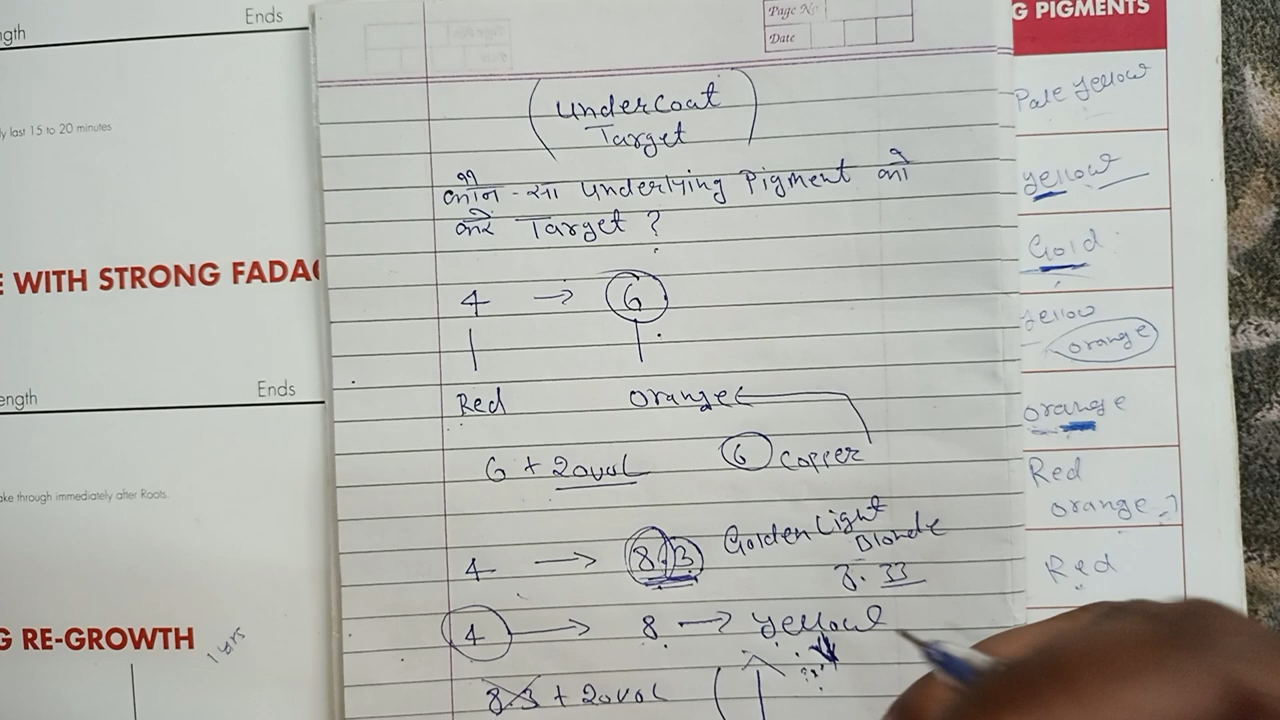 ngth
Ends
y last 15 to 20 minutes
E WITH STRONG FADA
ength
Ends
ake through immediately after Roots.
G RE-GROWTH
1 yrs
Page No
Date
(Undercoat
Target)
कौन-सा Underlying Pigment को
करे Target ?
4 → 6
Red Orange
6 + 20vol
6 copper
4 → 8.3 Golden Light
Blonde
8.33
4 → 8 → yellow
8.3 + 20vol (
G PIGMENTS
Pale yellow
yellow
Gold
yellow
orange
orange
Red
orange
Red